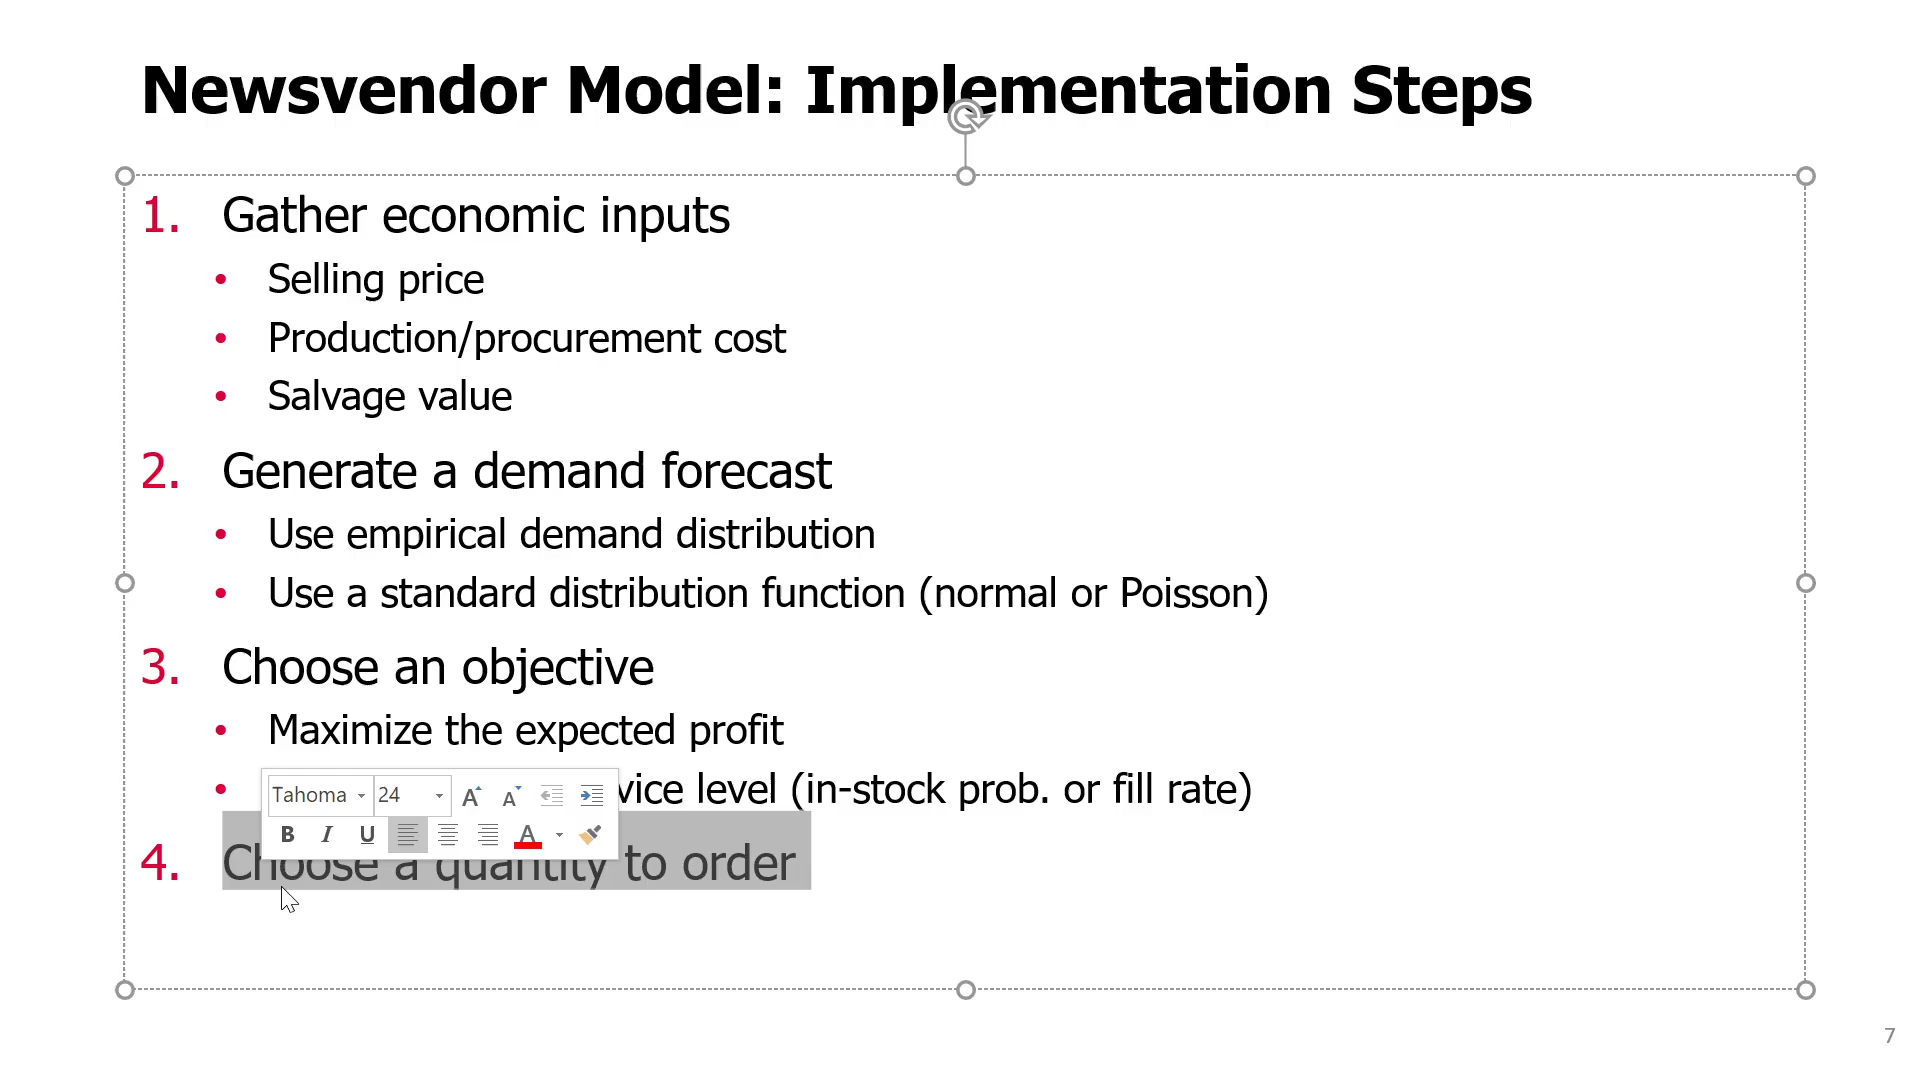 Newsvendor Model: Implementation Steps
1. Gather economic inputs
• Selling price
• Production/procurement cost
• Salvage value
2. Generate a demand forecast
• Use empirical demand distribution
• Use a standard distribution function (normal or Poisson)
3. Choose an objective
• Maximize the expected profit
• level (in-stock prob. or fill rate)
Tahoma 24 A A
B I U A
4. Choose a quantity to order
7